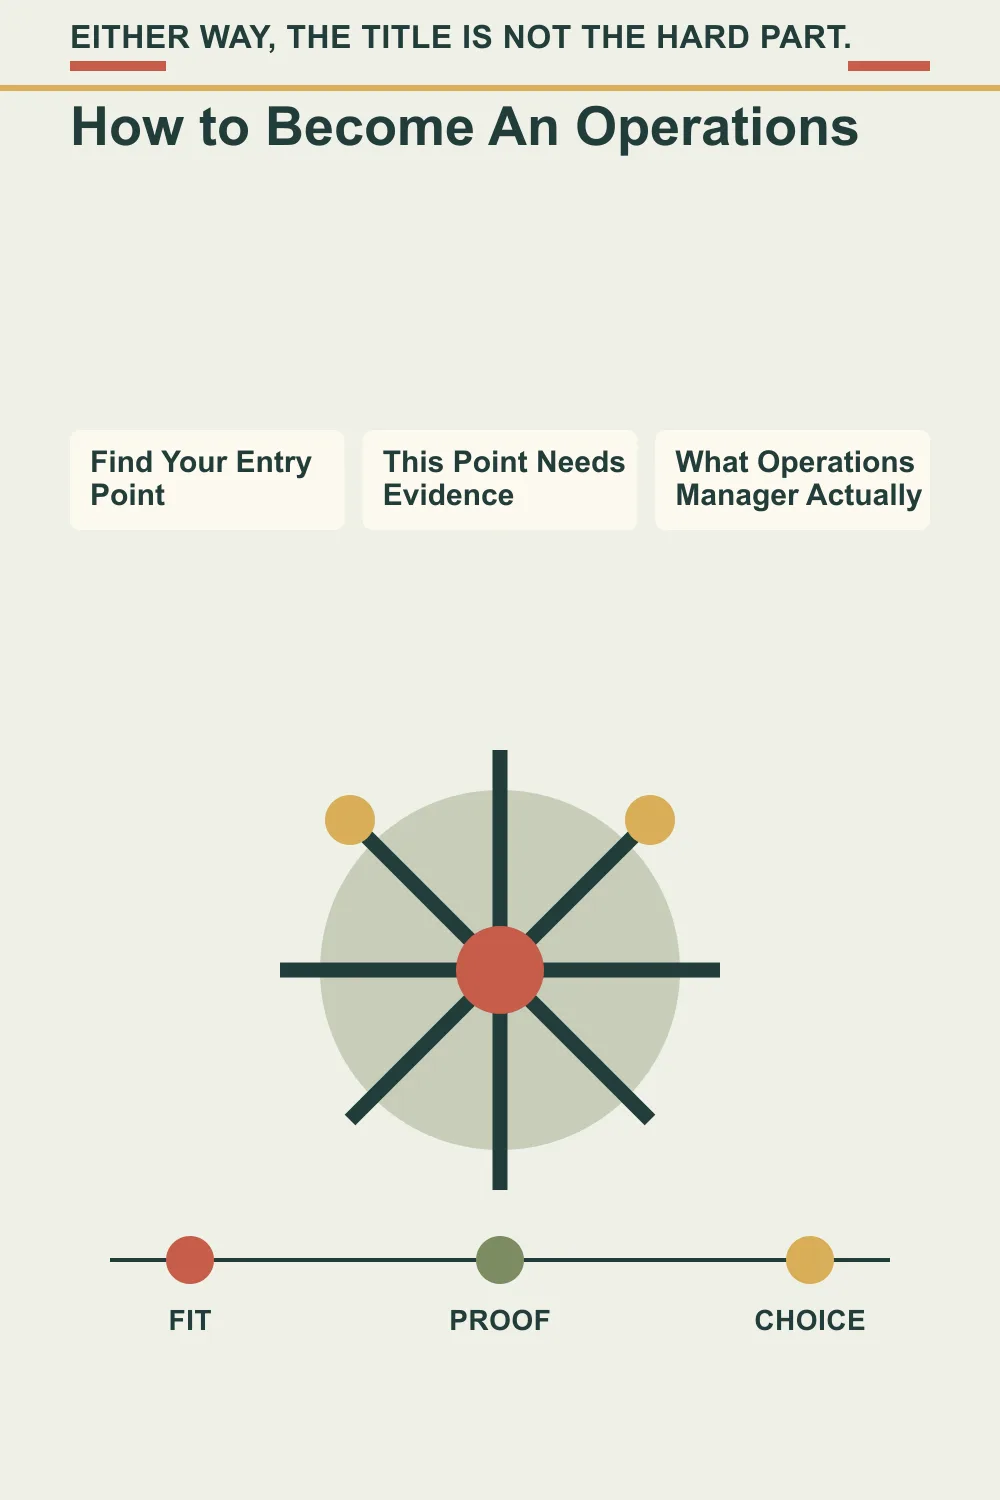 EITHER WAY, THE TITLE IS NOT THE HARD PART.
How to Become An Operations
Find Your Entry
Point
This Point Needs
Evidence
What Operations
Manager Actually
FIT
PROOF
CHOICE